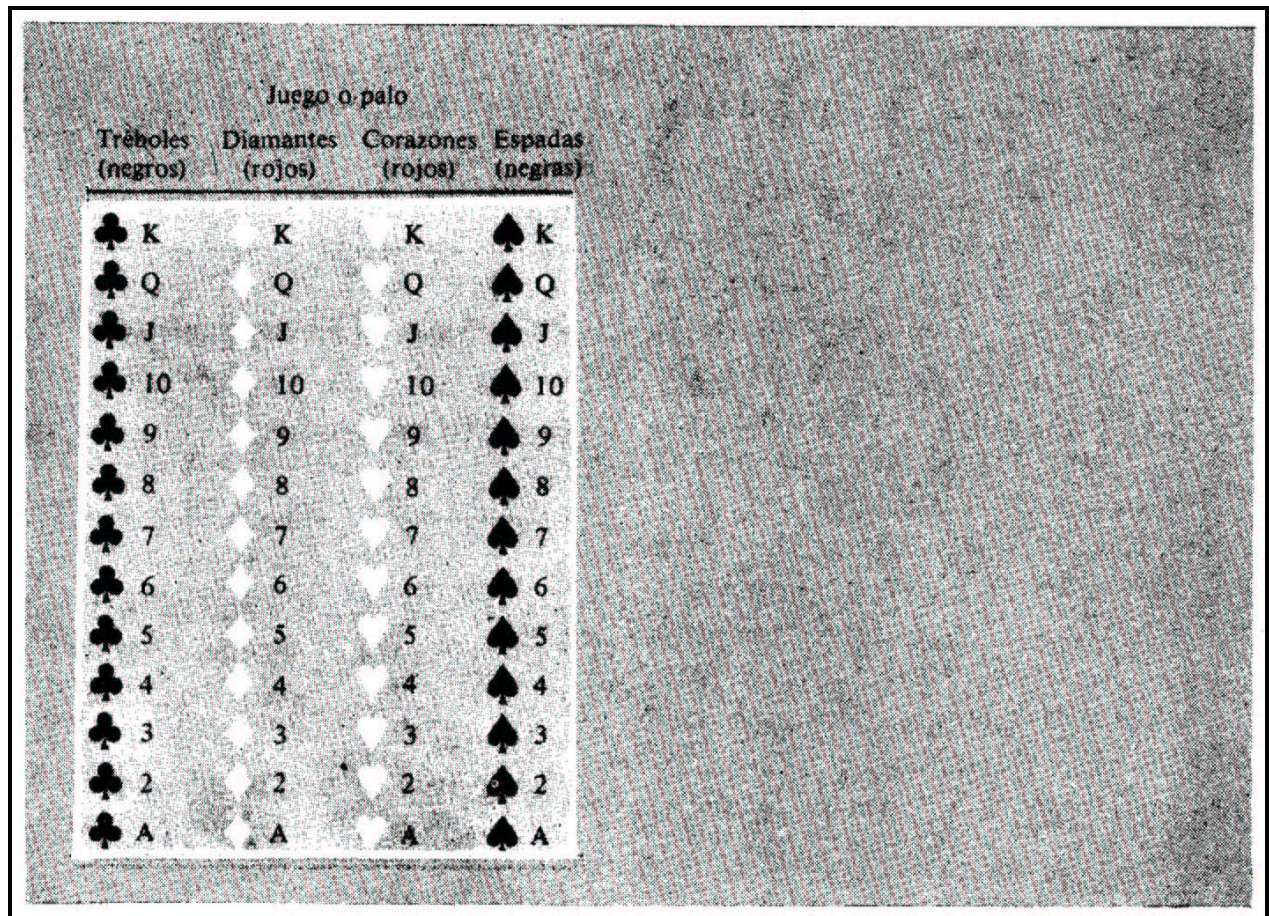 Juego o palo
Tréboles Diamantes Corazones Espadas
(negros) (rojos) (rojos) (negras)
K K K K
Q Q Q Q
J J J J
10 10 10 10
9 9 9 9
8 8 8 8
7 7 7 7
6 6 6 6
5 5 5 5
4 4 4 4
3 3 3 3
2 2 2 2
A A A A